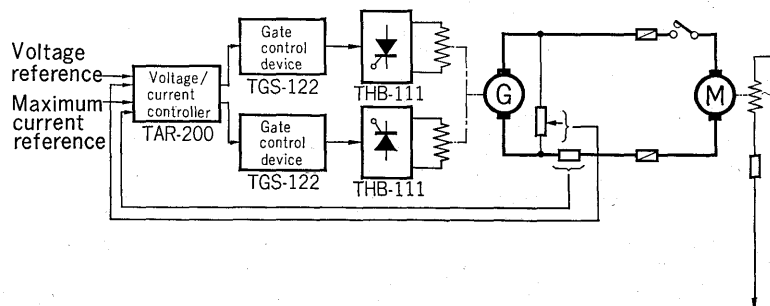 Voltage
reference
Maximum
current
reference
Voltage/
current
controller
TAR-200
Gate
control
device
TGS-122
THB-111
Gate
control
device
TGS-122
THB-111
G
M